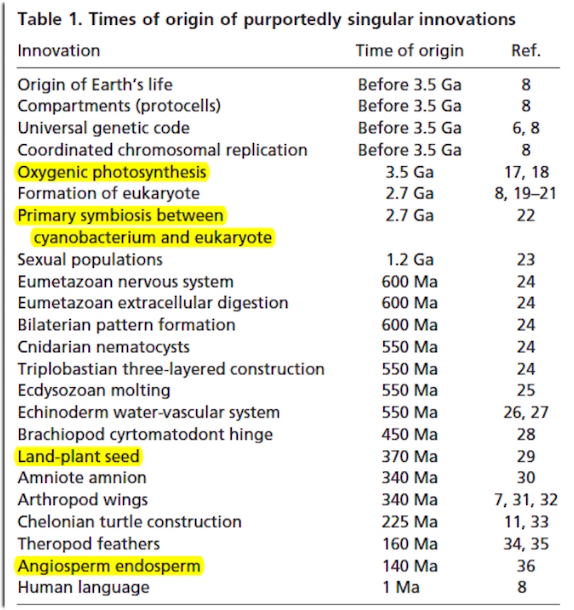 Table 1. Times of origin of purportedly singular innovations
Innovation Time of origin Ref.
Origin of Earth's life Before 3.5 Ga 8
Compartments (protocells) Before 3.5 Ga 8
Universal genetic code Before 3.5 Ga 6, 8
Coordinated chromosomal replication Before 3.5 Ga 8
Oxygenic photosynthesis 3.5 Ga 17, 18
Formation of eukaryote 2.7 Ga 8, 19–21
Primary symbiosis between 2.7 Ga 22
cyanobacterium and eukaryote
Sexual populations 1.2 Ga 23
Eumetazoan nervous system 600 Ma 24
Eumetazoan extracellular digestion 600 Ma 24
Bilaterian pattern formation 600 Ma 24
Cnidarian nematocysts 550 Ma 24
Triplobastian three-layered construction 550 Ma 24
Ecdysozoan molting 550 Ma 25
Echinoderm water-vascular system 550 Ma 26, 27
Brachiopod cyrtomatodont hinge 450 Ma 28
Land-plant seed 370 Ma 29
Amniote amnion 340 Ma 30
Arthropod wings 340 Ma 7, 31, 32
Chelonian turtle construction 225 Ma 11, 33
Theropod feathers 160 Ma 34, 35
Angiosperm endosperm 140 Ma 36
Human language 1 Ma 8